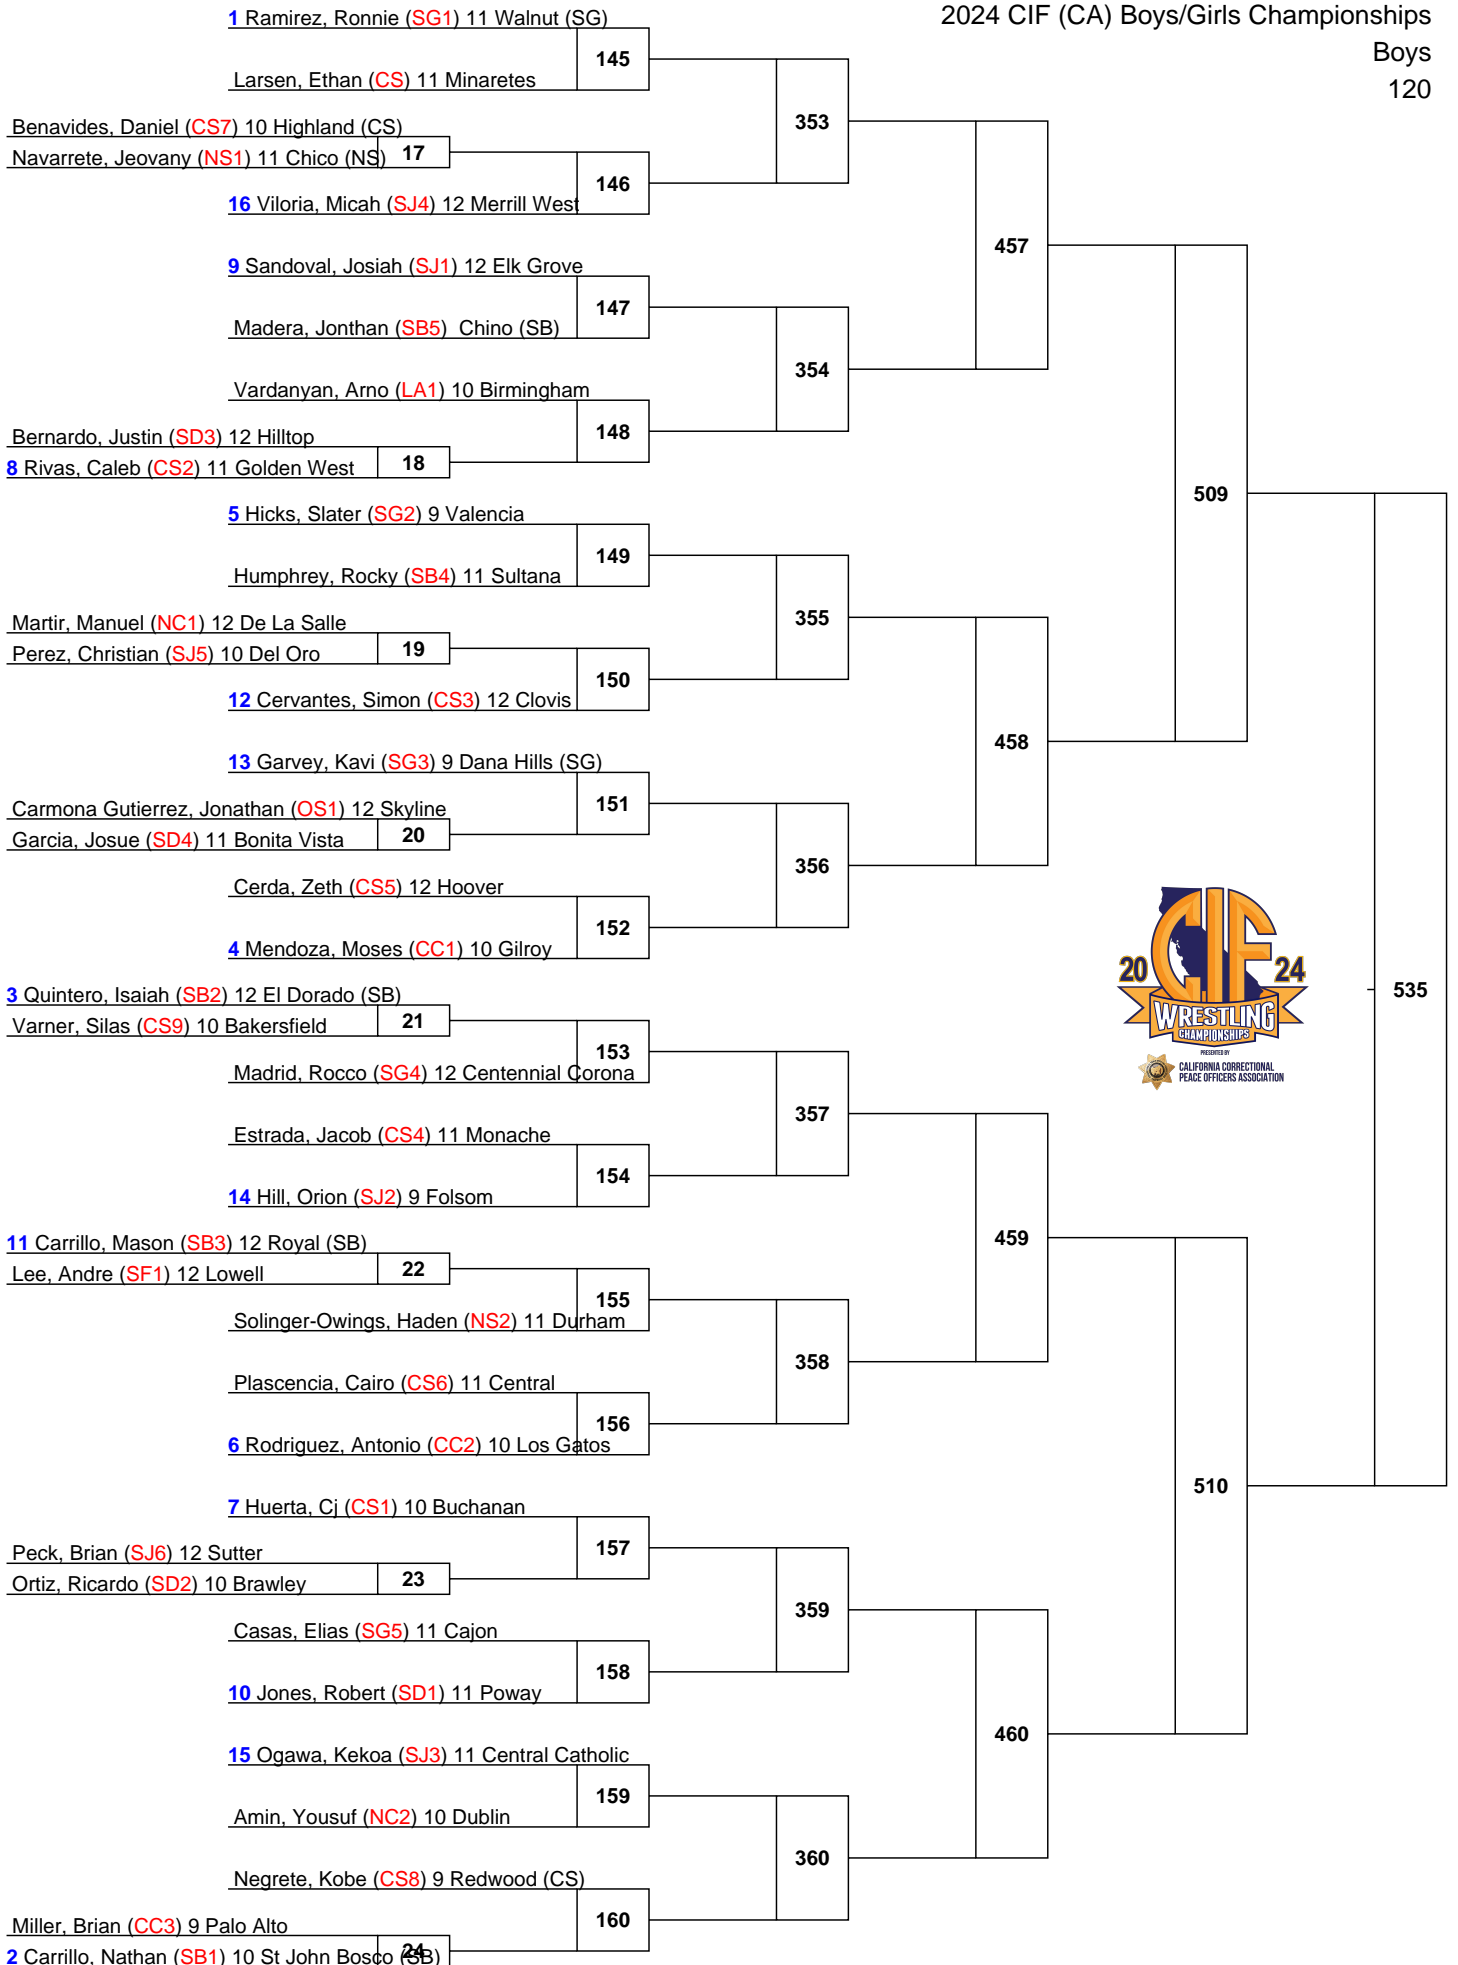 2024 CIF (CA) Boys/Girls Championships
Boys
120
1 Ramirez, Ronnie (SG1) 11 Walnut (SG)
145
Larsen, Ethan (CS) 11 Minaretes
353
Benavides, Daniel (CS7) 10 Highland (CS)
17
Navarrete, Jeovany (NS1) 11 Chico (NS)
146
16 Viloria, Micah (SJ4) 12 Merrill West
457
9 Sandoval, Josiah (SJ1) 12 Elk Grove
147
Madera, Jonthan (SB5) Chino (SB)
354
Vardanyan, Arno (LA1) 10 Birmingham
148
Bernardo, Justin (SD3) 12 Hilltop
18
8 Rivas, Caleb (CS2) 11 Golden West
509
5 Hicks, Slater (SG2) 9 Valencia
149
Humphrey, Rocky (SB4) 11 Sultana
355
Martir, Manuel (NC1) 12 De La Salle
19
Perez, Christian (SJ5) 10 Del Oro
150
12 Cervantes, Simon (CS3) 12 Clovis
458
13 Garvey, Kavi (SG3) 9 Dana Hills (SG)
151
Carmona Gutierrez, Jonathan (OS1) 12 Skyline
20
Garcia, Josue (SD4) 11 Bonita Vista
356
Cerda, Zeth (CS5) 12 Hoover
152
4 Mendoza, Moses (CC1) 10 Gilroy
20 CIF 24
WRESTLING
CHAMPIONSHIPS
PRESENTED BY
CALIFORNIA CORRECTIONAL
PEACE OFFICERS ASSOCIATION
535
3 Quintero, Isaiah (SB2) 12 El Dorado (SB)
21
Varner, Silas (CS9) 10 Bakersfield
153
Madrid, Rocco (SG4) 12 Centennial Corona
357
Estrada, Jacob (CS4) 11 Monache
154
14 Hill, Orion (SJ2) 9 Folsom
459
11 Carrillo, Mason (SB3) 12 Royal (SB)
22
Lee, Andre (SF1) 12 Lowell
155
Solinger-Owings, Haden (NS2) 11 Durham
358
Plascencia, Cairo (CS6) 11 Central
156
6 Rodriguez, Antonio (CC2) 10 Los Gatos
510
7 Huerta, Cj (CS1) 10 Buchanan
157
Peck, Brian (SJ6) 12 Sutter
23
Ortiz, Ricardo (SD2) 10 Brawley
359
Casas, Elias (SG5) 11 Cajon
158
10 Jones, Robert (SD1) 11 Poway
460
15 Ogawa, Kekoa (SJ3) 11 Central Catholic
159
Amin, Yousuf (NC2) 10 Dublin
360
Negrete, Kobe (CS8) 9 Redwood (CS)
160
Miller, Brian (CC3) 9 Palo Alto
24
2 Carrillo, Nathan (SB1) 10 St John Bosco (SB)